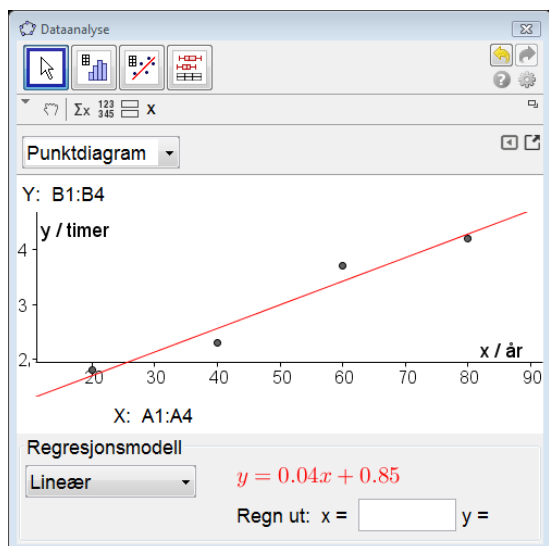 Dataanalyse
Σx 123 345 X
Punktdiagram
Y: B1:B4
y / timer
4
3
2
x / år
20 30 40 50 60 70 80 90
X: A1:A4
Regresjonsmodell
Lineær
y = 0.04x + 0.85
Regn ut: x = y =